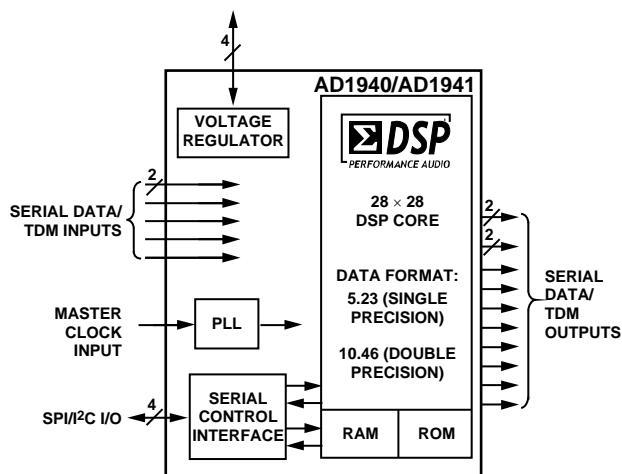 4
AD1940/AD1941
VOLTAGE
REGULATOR
ΣDSP
PERFORMANCE AUDIO
2
SERIAL DATA/
TDM INPUTS
28 × 28
DSP CORE
2
2
DATA FORMAT:
5.23 (SINGLE
PRECISION)
10.46 (DOUBLE
PRECISION)
SERIAL
DATA/
TDM
OUTPUTS
MASTER
CLOCK
INPUT
PLL
SPI/I²C I/O
4
SERIAL
CONTROL
INTERFACE
RAM
ROM